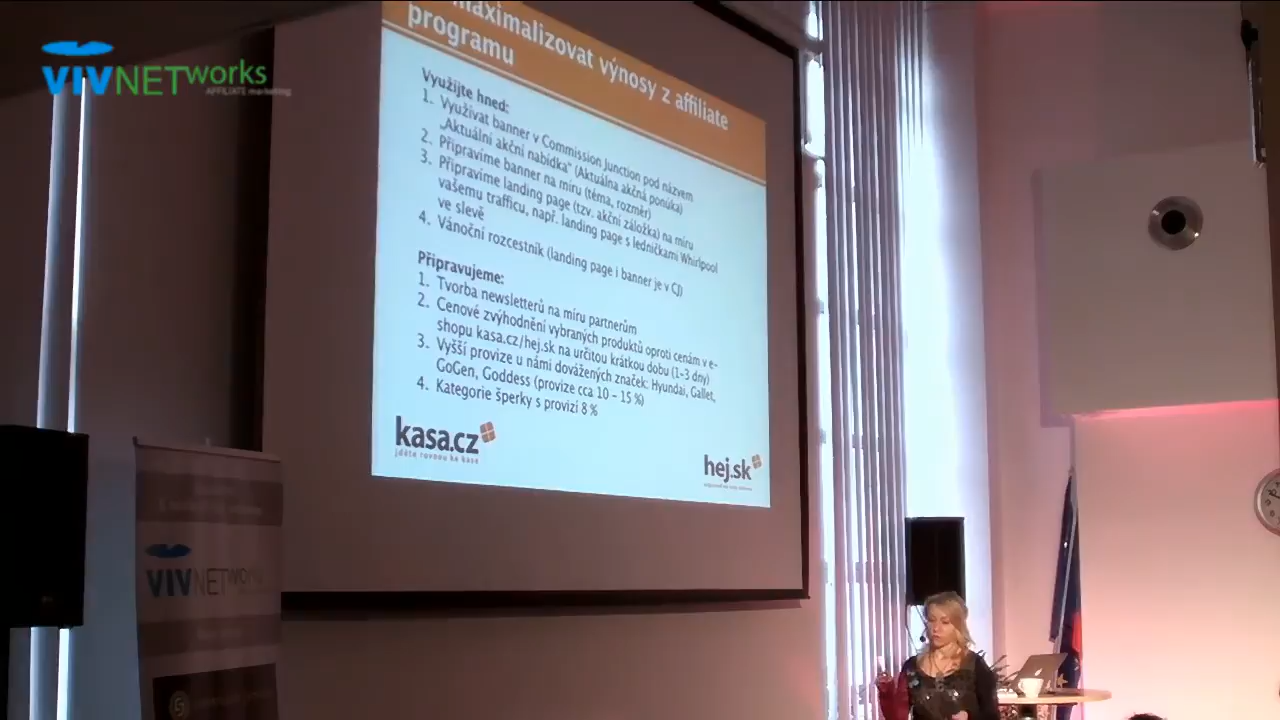 VIVNETworks
AFFILIATE marketing
maximalizovat výnosy z affiliate
programu
Využijte hned:
1. Využívat banner v Commission Junction pod názvem
„Aktuální akční nabídka“ (Aktuálna akčná ponúka)
2. Připravíme banner na míru (téma, rozměr)
3. Připravíme landing page (tzv. akční záložka) na míru
vašemu trafficu, např. landing page s ledničkami Whirlpool
ve slevě
4. Vánoční rozcestník (landing page i banner je v CJ)
Připravujeme:
1. Tvorba newsletterů na míru partnerům
2. Cenové zvýhodnění vybraných produktů oproti cenám v e-
shopu kasa.cz/hej.sk na určitou krátkou dobu (1-3 dny)
3. Vyšší provize u námi dovážených značek: Hyundai, Gallet,
GoGen, Goddess (provize cca 10 – 15 %)
4. Kategorie šperky s provizí 8 %
kasa.cz
jděte rovnou ke kase
hej.sk
VIVNETWORKS